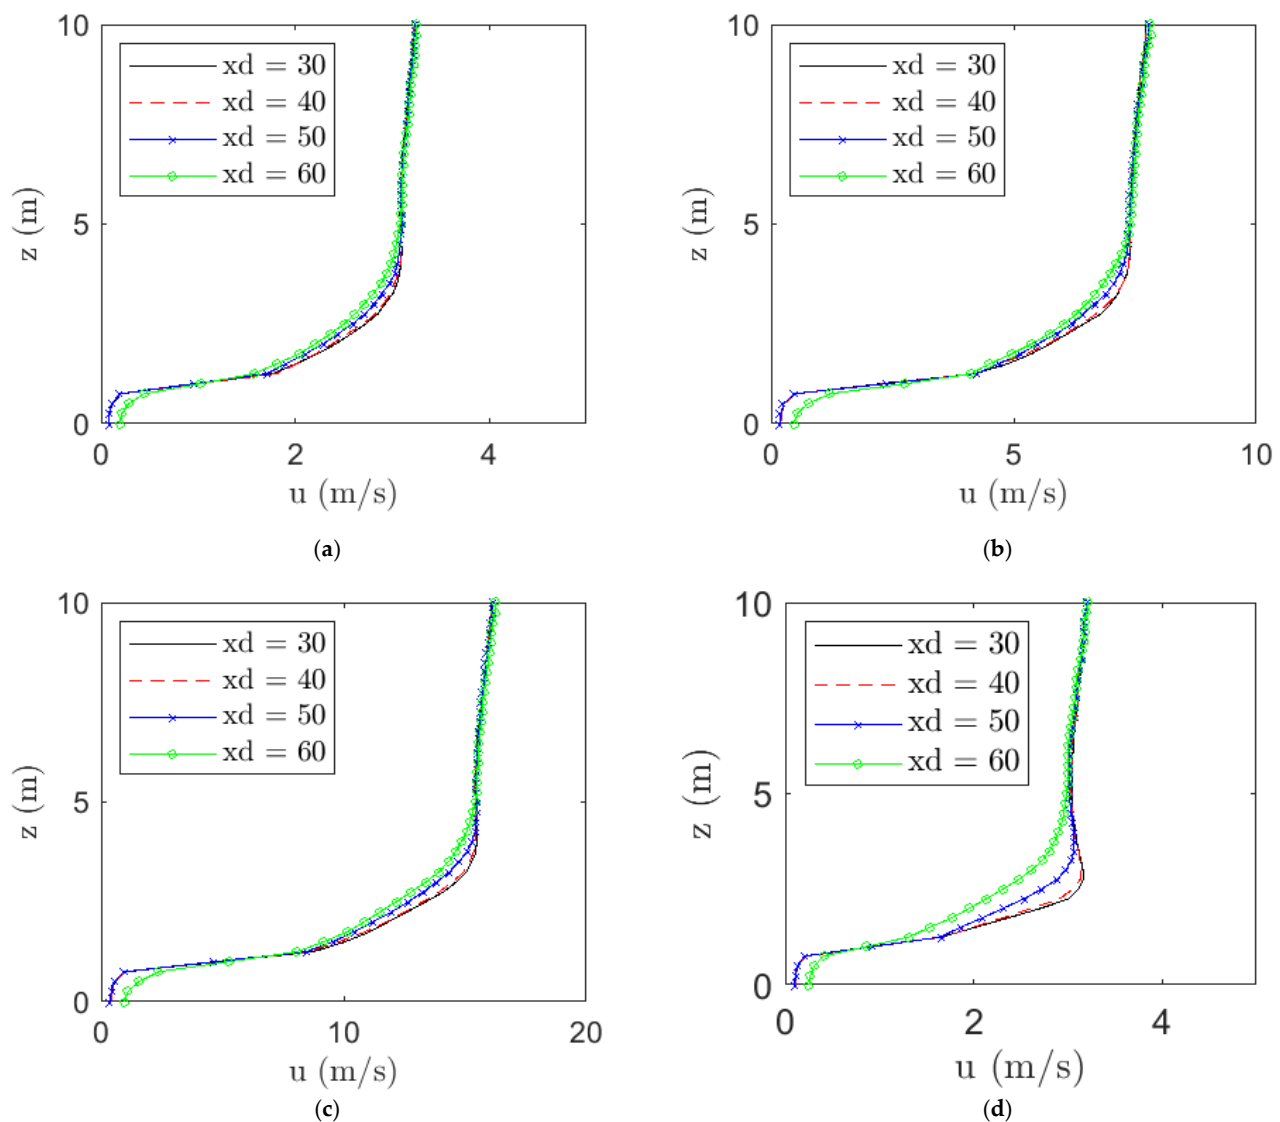 10
xd = 30
xd = 40
xd = 50
xd = 60
5
0
z (m)
0 2 4
u (m/s)
(a)
10
xd = 30
xd = 40
xd = 50
xd = 60
5
0
z (m)
0 5 10
u (m/s)
(b)
10
xd = 30
xd = 40
xd = 50
xd = 60
5
0
z (m)
0 10 20
u (m/s)
(c)
10
xd = 30
xd = 40
xd = 50
xd = 60
5
0
z (m)
0 2 4
u (m/s)
(d)